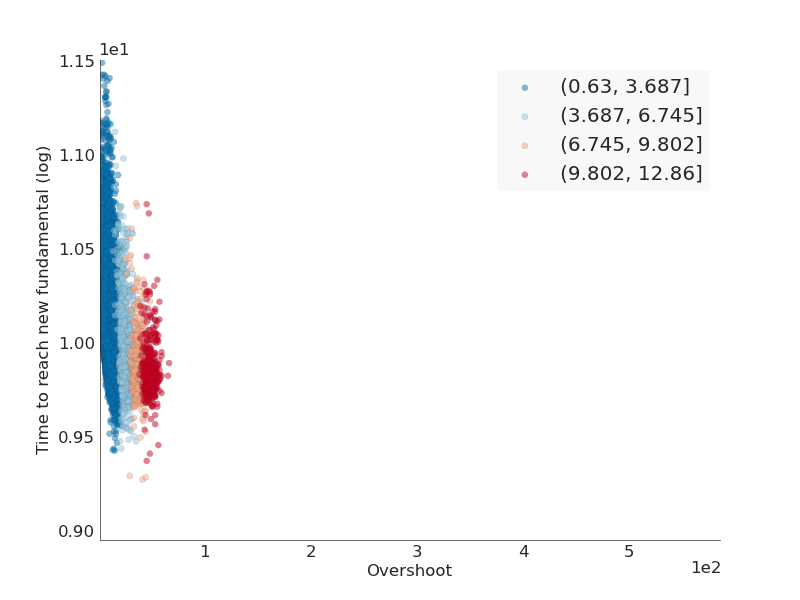 1e1
1.15
1.10
1.05
1.00
0.95
0.90
Time to reach new fundamental (log)
(0.63, 3.687]
(3.687, 6.745]
(6.745, 9.802]
(9.802, 12.86]
1 2 3 4 5
1e2
Overshoot